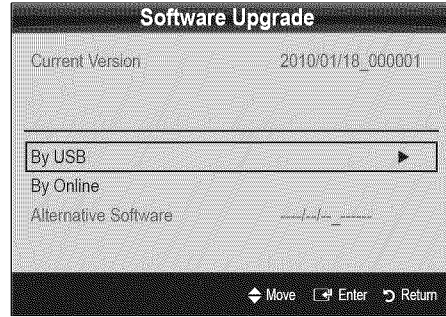 Software Upgrade
Current Version 2010/01/18_000001
By USB
By Online
Alternative Software ----/--/--_------
Move Enter Return